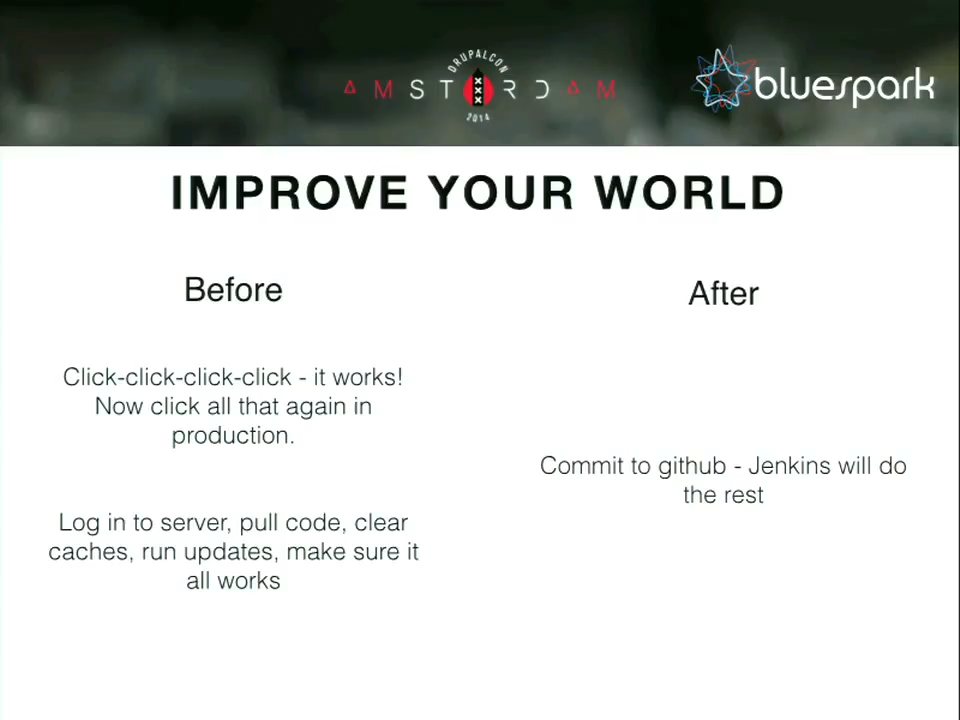 DRUPALCON
AMSTERDAM
2014
bluespark
IMPROVE YOUR WORLD
Before
After
Click-click-click-click - it works!
Now click all that again in
production.
Commit to github - Jenkins will do
the rest
Log in to server, pull code, clear
caches, run updates, make sure it
all works